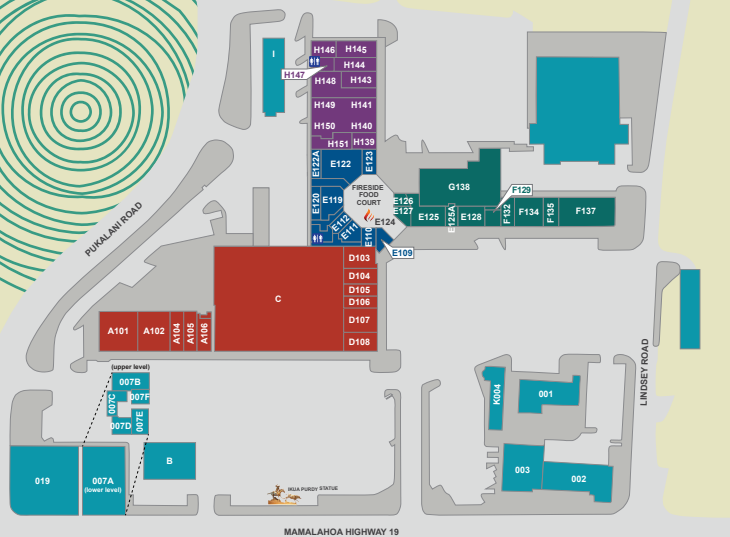 I
H146
H145
H144
H147
H148
H143
H149
H141
H150
H140
H151
H139
E122A
E122
E123
FIRESIDE
FOOD
COURT
E124
E120
E119
E112
E111
E110
E109
E126
E127
G138
F129
E125
E125A
E128
F132
F134
F135
F137
PUKALANI ROAD
C
D103
D104
D105
D106
D107
D108
A101
A102
A104
A105
A106
(upper level)
007B
007C
007F
007D
007E
019
007A
(lower level)
B
IKUA PURDY STATUE
K004
001
003
002
LINDSEY ROAD
MAMALAHOA HIGHWAY 19